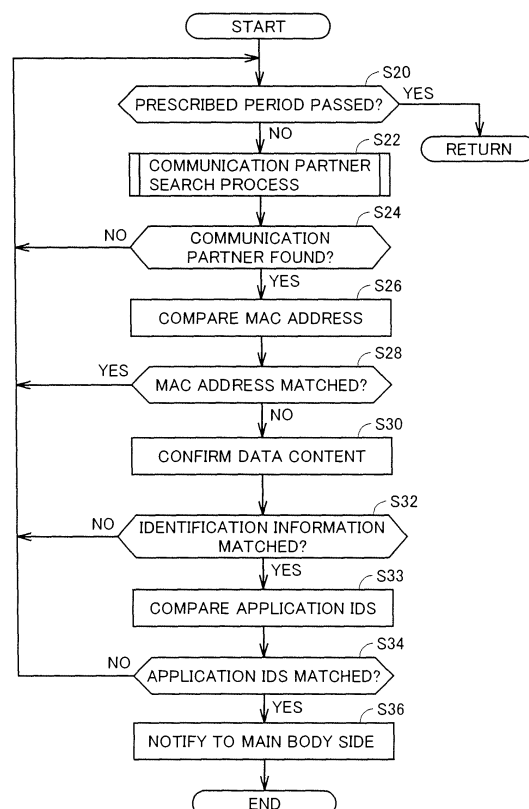 START
S20
PRESCRIBED PERIOD PASSED?
YES
NO
RETURN
S22
COMMUNICATION PARTNER
SEARCH PROCESS
S24
NO
COMMUNICATION
PARTNER FOUND?
YES
S26
COMPARE MAC ADDRESS
S28
YES
MAC ADDRESS MATCHED?
NO
S30
CONFIRM DATA CONTENT
S32
NO
IDENTIFICATION INFORMATION
MATCHED?
YES
S33
COMPARE APPLICATION IDS
S34
NO
APPLICATION IDS MATCHED?
YES
S36
NOTIFY TO MAIN BODY SIDE
END